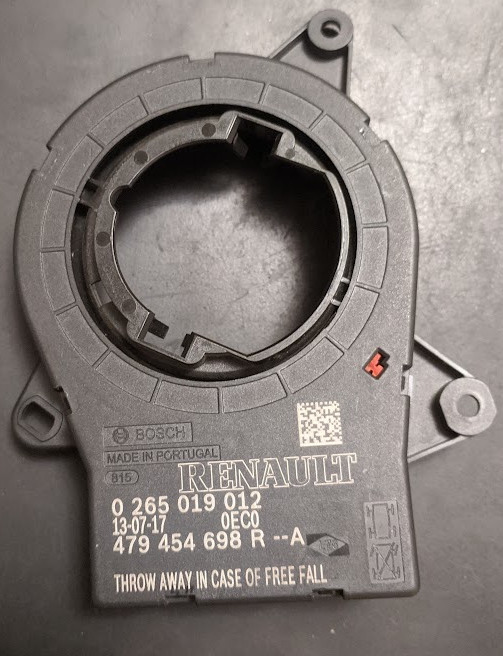 BOSCH
MADE IN PORTUGAL
815
RENAULT
0 265 019 012
13-07-17 0EC0
479 454 698 R --A
THROW AWAY IN CASE OF FREE FALL